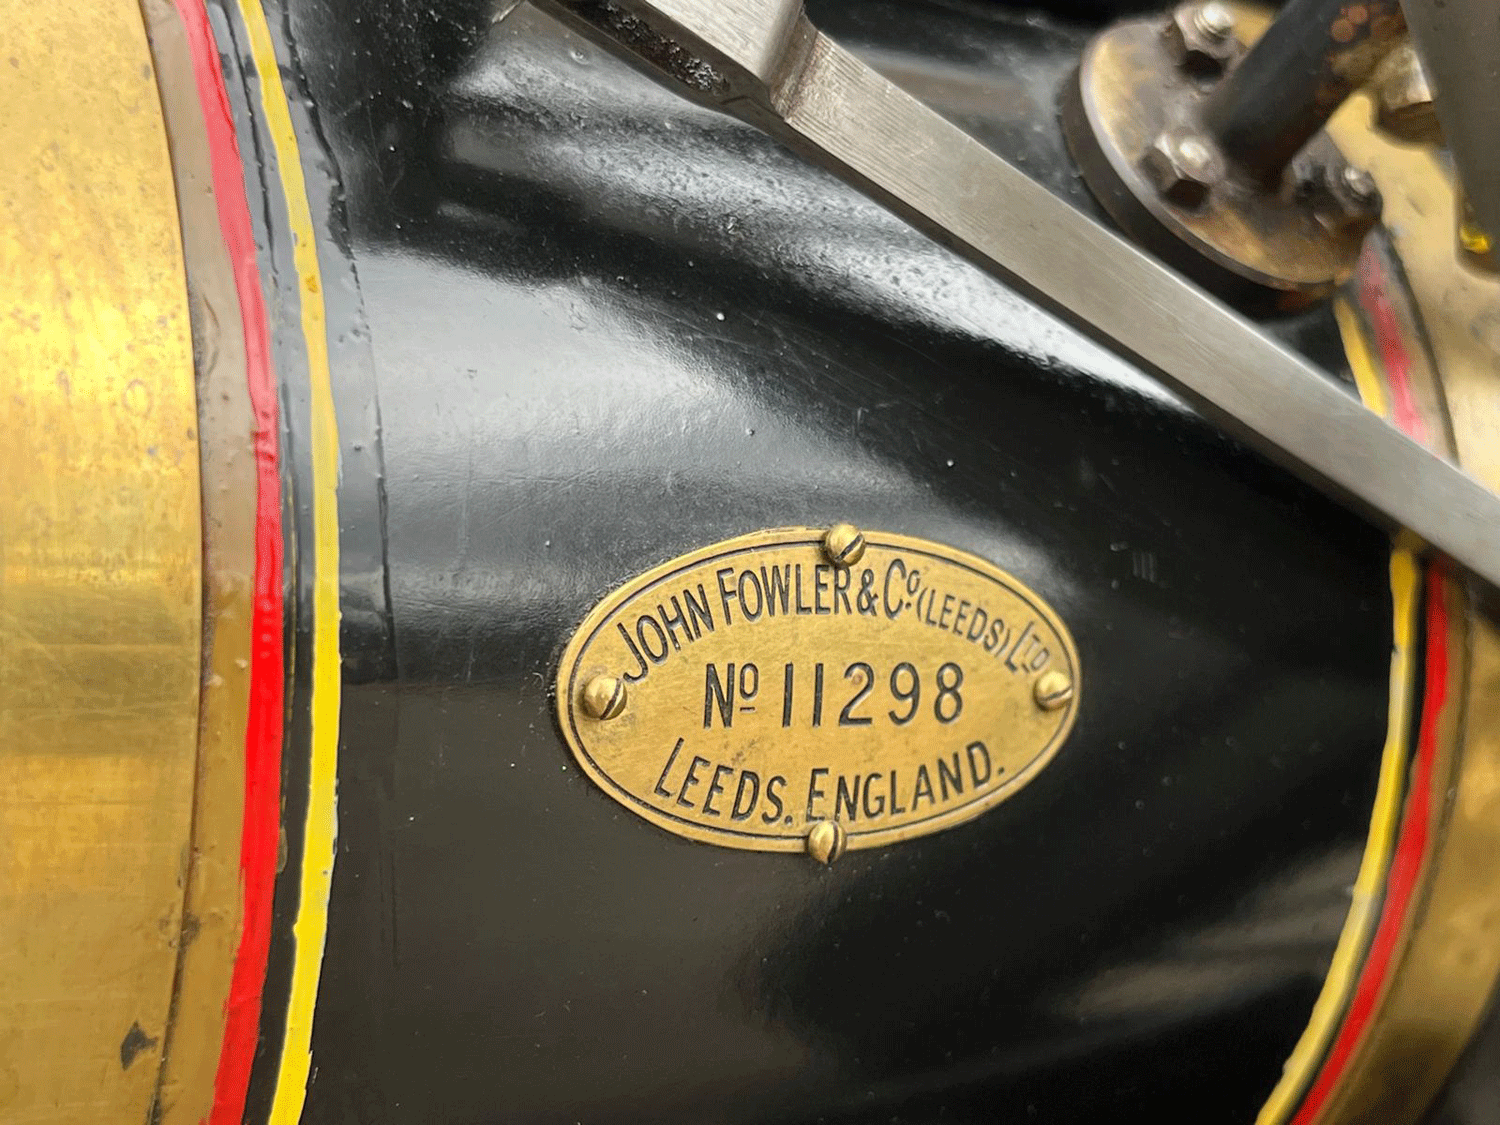 JOHN FOWLER & Co. (LEEDS) LTD
No 11298
LEEDS. ENGLAND.